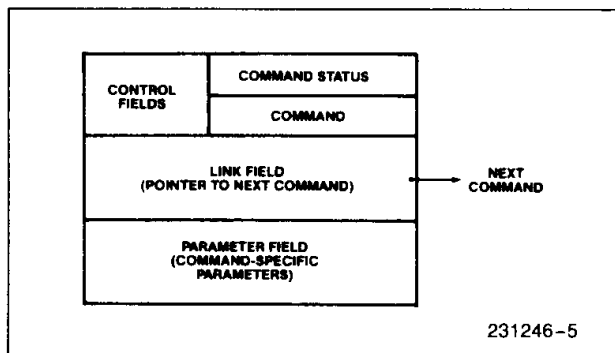 CONTROL
FIELDS
COMMAND STATUS
COMMAND
LINK FIELD
(POINTER TO NEXT COMMAND)
NEXT
COMMAND
PARAMETER FIELD
(COMMAND-SPECIFIC
PARAMETERS)
231246-5